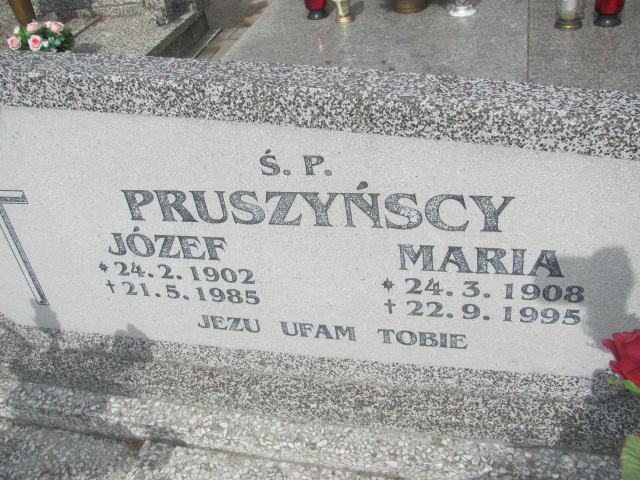 Ś. P.
PRUSZYŃSCY
JÓZEF
* 24. 2. 1902
† 21. 5. 1985
MARIA
* 24. 3. 1908
† 22. 9. 1995
JEZU UFAM TOBIE